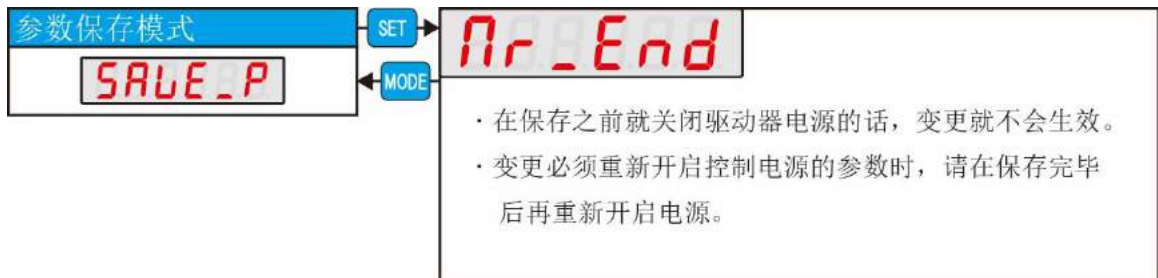 参数保存模式
SET
SAVE_P
MODE
Mr_End
·在保存之前就关闭驱动器电源的话，变更就不会生效。
·变更必须重新开启控制电源的参数时，请在保存完毕
后再重新开启电源。